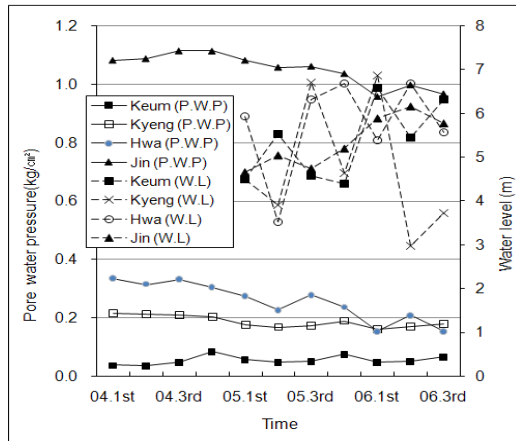 1.2
1.0
0.8
0.6
0.4
0.2
0.0
Pore water pressure(kg/㎠)
Keum (P.W.P)
Kyeng (P.W.P)
Hwa (P.W.P)
Jin (P.W.P)
Keum (W.L)
Kyeng (W.L)
Hwa (W.L)
Jin (W.L)
8
7
6
5
4
3
2
1
0
Water level (m)
04.1st 04.3rd 05.1st 05.3rd 06.1st 06.3rd
Time